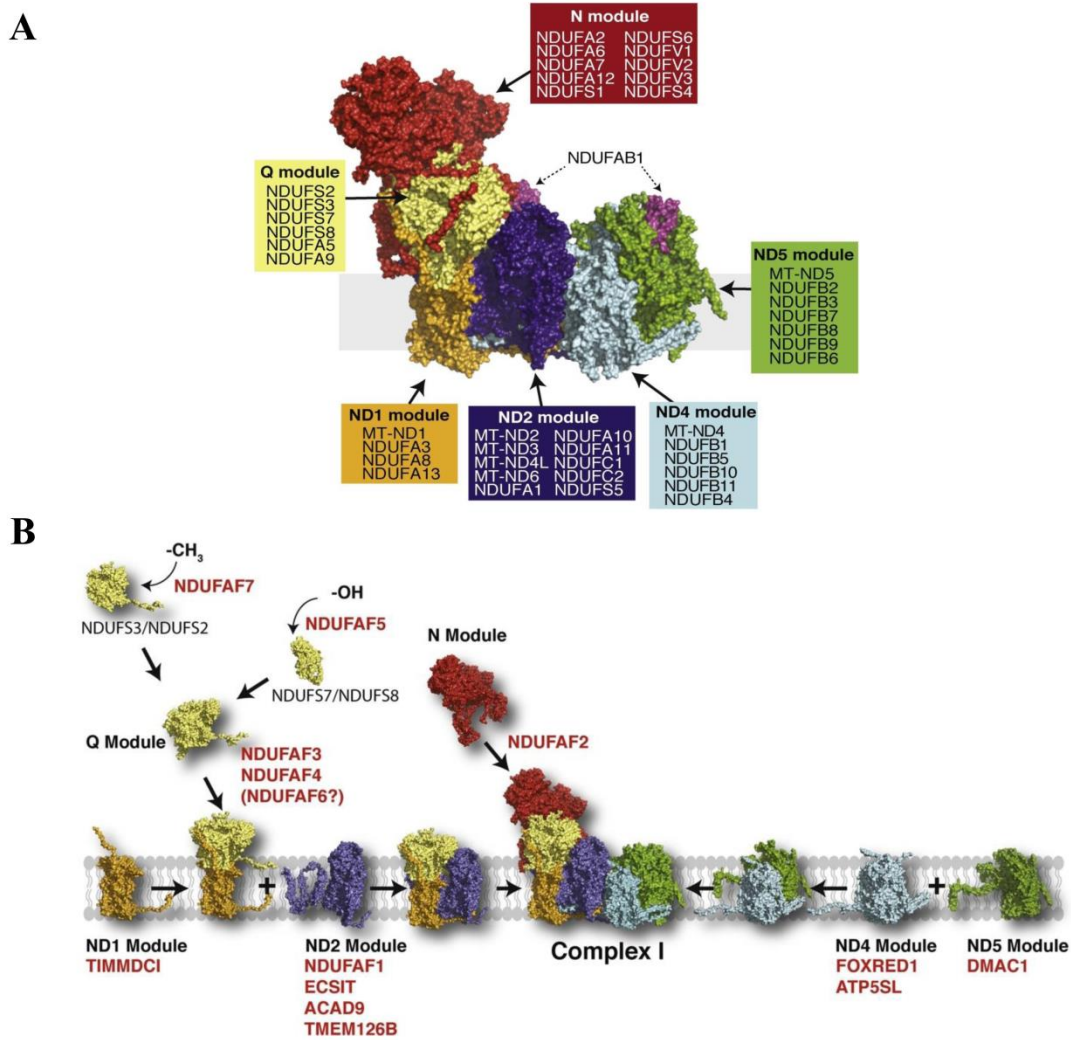 A
N module
NDUFA2 NDUFS6
NDUFA6 NDUFV1
NDUFA7 NDUFV2
NDUFA12 NDUFV3
NDUFS1 NDUFS4
NDUFAB1
Q module
NDUFS2
NDUFS3
NDUFS7
NDUFS8
NDUFA5
NDUFA9
ND5 module
MT-ND5
NDUFB2
NDUFB3
NDUFB7
NDUFB8
NDUFB9
NDUFB6
ND1 module
MT-ND1
NDUFA3
NDUFA8
NDUFA13
ND2 module
MT-ND2 NDUFA10
MT-ND3 NDUFA11
MT-ND4L NDUFC1
MT-ND6 NDUFC2
NDUFA1 NDUFS5
ND4 module
MT-ND4
NDUFB1
NDUFB5
NDUFB10
NDUFB11
NDUFB4
B
-CH₃
NDUFAF7
NDUFS3/NDUFS2
-OH
NDUFAF5
NDUFS7/NDUFS8
N Module
NDUFAF2
Q Module
NDUFAF3
NDUFAF4
(NDUFAF6?)
+
+
Complex I
ND1 Module
TIMMDCI
ND2 Module
NDUFAF1
ECSIT
ACAD9
TMEM126B
ND4 Module
FOXRED1
ATP5SL
ND5 Module
DMAC1